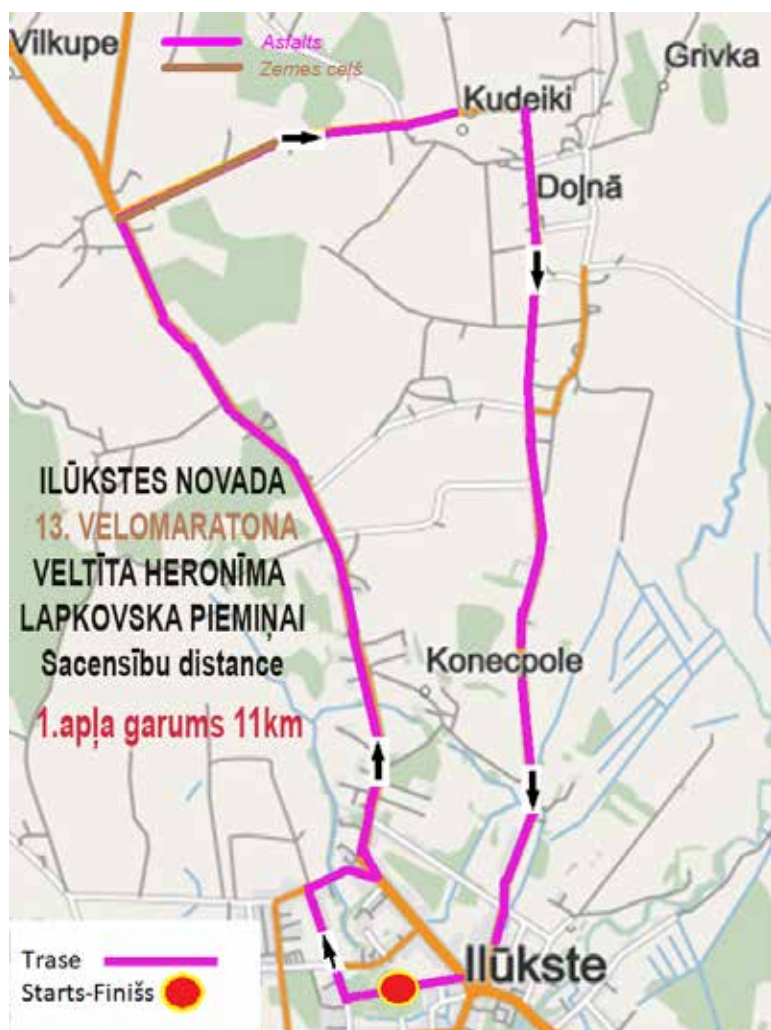 Vilkupe
Asfalts
Zemes ceļš
Grivka
Kudeiki
Doļnā
ILŪKSTES NOVADA
13. VELOMARATONA
VELTĪTA HERONĪMA
LAPKOVSKA PIEMIŅAI
Sacensību distance
1.apļa garums 11km
Konecpole
Ilūkste
Trase
Starts-Finišs